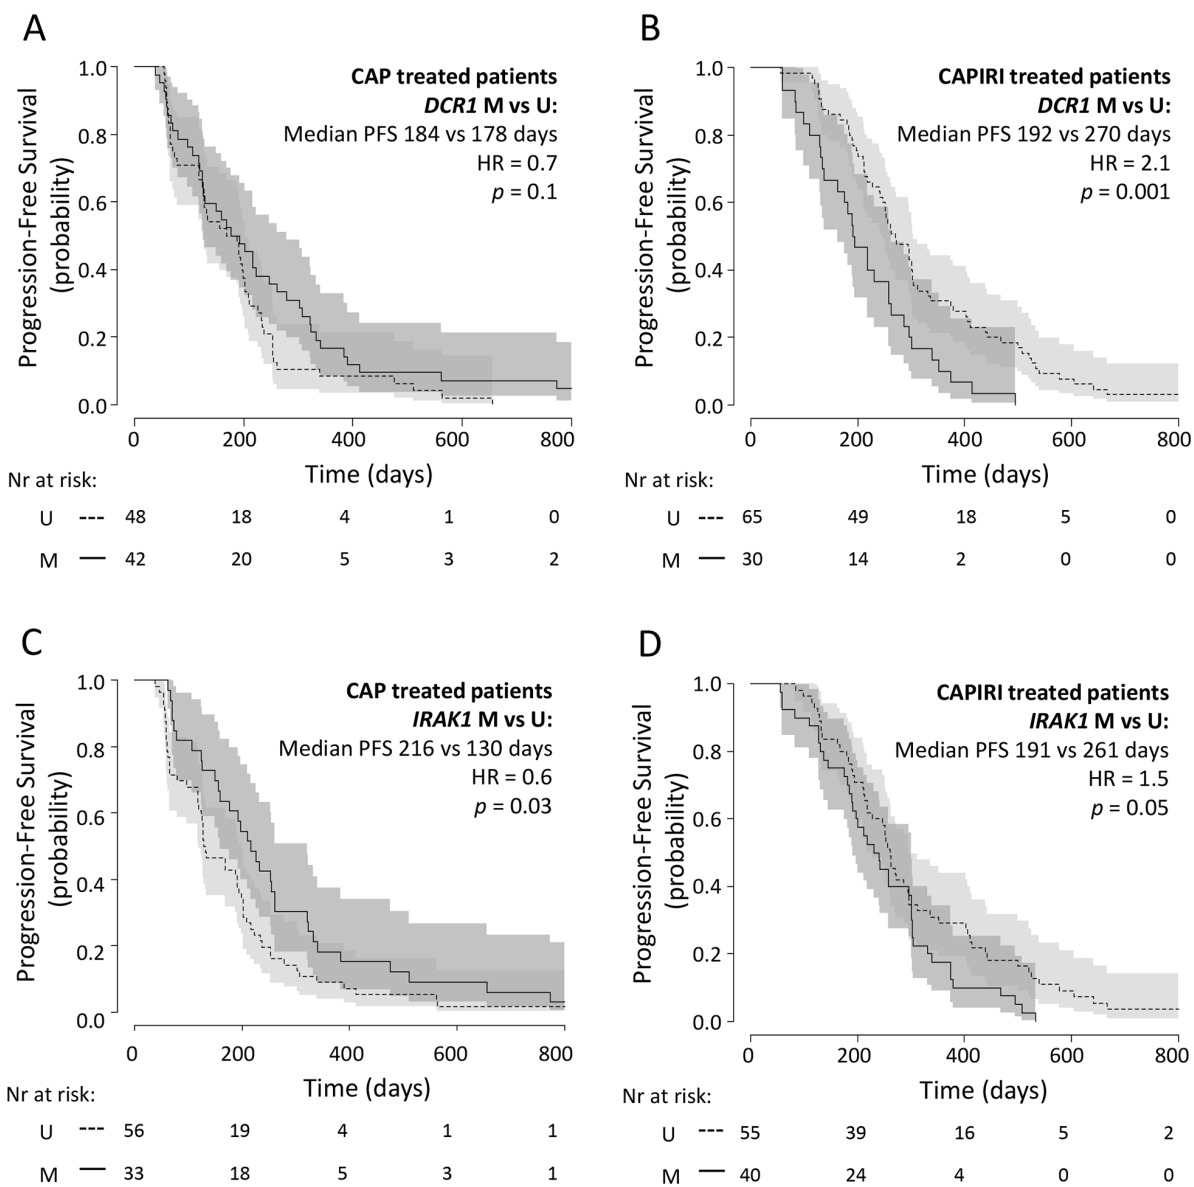 A
CAP treated patients
DCR1 M vs U:
Median PFS 184 vs 178 days
HR = 0.7
p = 0.1
Progression-Free Survival
(probability)
1.0
0.8
0.6
0.4
0.2
0.0
0 200 400 600 800
Time (days)
Nr at risk:
U 48 18 4 1 0
M 42 20 5 3 2
B
CAPIRI treated patients
DCR1 M vs U:
Median PFS 192 vs 270 days
HR = 2.1
p = 0.001
Progression-Free Survival
(probability)
1.0
0.8
0.6
0.4
0.2
0.0
0 200 400 600 800
Time (days)
Nr at risk:
U 65 49 18 5 0
M 30 14 2 0 0
C
CAP treated patients
IRAK1 M vs U:
Median PFS 216 vs 130 days
HR = 0.6
p = 0.03
Progression-Free Survival
(probability)
1.0
0.8
0.6
0.4
0.2
0.0
0 200 400 600 800
Time (days)
Nr at risk:
U 56 19 4 1 1
M 33 18 5 3 1
D
CAPIRI treated patients
IRAK1 M vs U:
Median PFS 191 vs 261 days
HR = 1.5
p = 0.05
Progression-Free Survival
(probability)
1.0
0.8
0.6
0.4
0.2
0.0
0 200 400 600 800
Time (days)
Nr at risk:
U 55 39 16 5 2
M 40 24 4 0 0